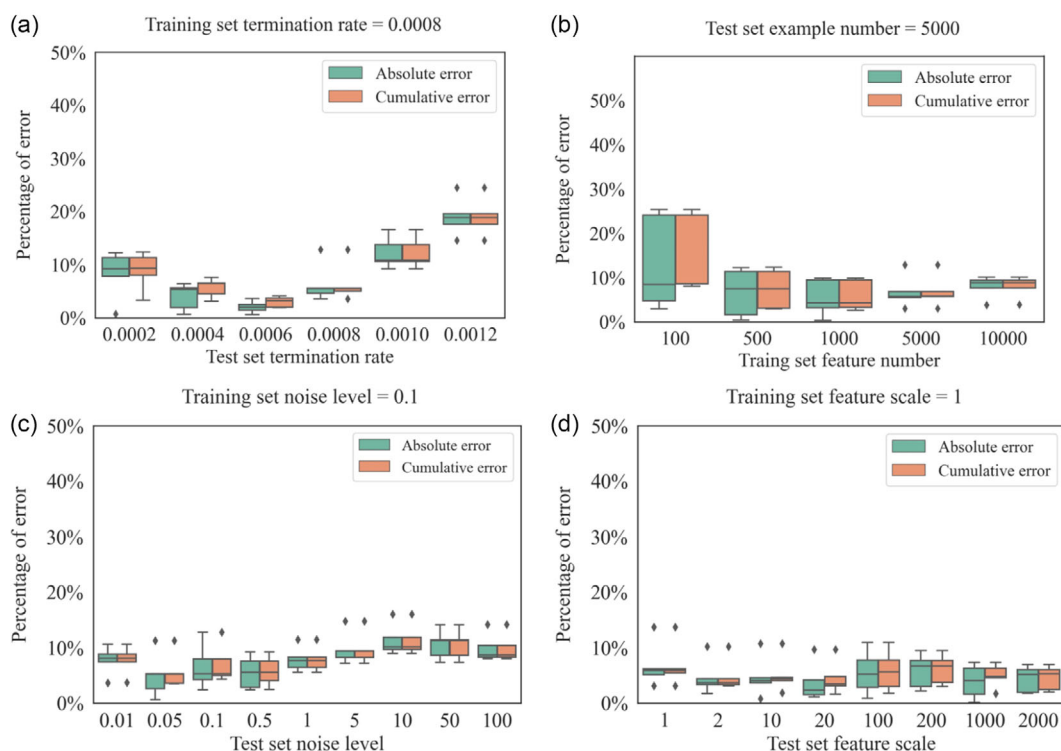 (a)
Training set termination rate = 0.0008
50%
40%
30%
20%
10%
0%
Percentage of error
Absolute error
Cumulative error
0.0002 0.0004 0.0006 0.0008 0.0010 0.0012
Test set termination rate
(b)
Test set example number = 5000
50%
40%
30%
20%
10%
0%
Percentage of error
Absolute error
Cumulative error
100 500 1000 5000 10000
Traing set feature number
(c)
Training set noise level = 0.1
50%
40%
30%
20%
10%
0%
Percentage of error
Absolute error
Cumulative error
0.01 0.05 0.1 0.5 1 5 10 50 100
Test set noise level
(d)
Training set feature scale = 1
50%
40%
30%
20%
10%
0%
Percentage of error
Absolute error
Cumulative error
1 2 10 20 100 200 1000 2000
Test set feature scale